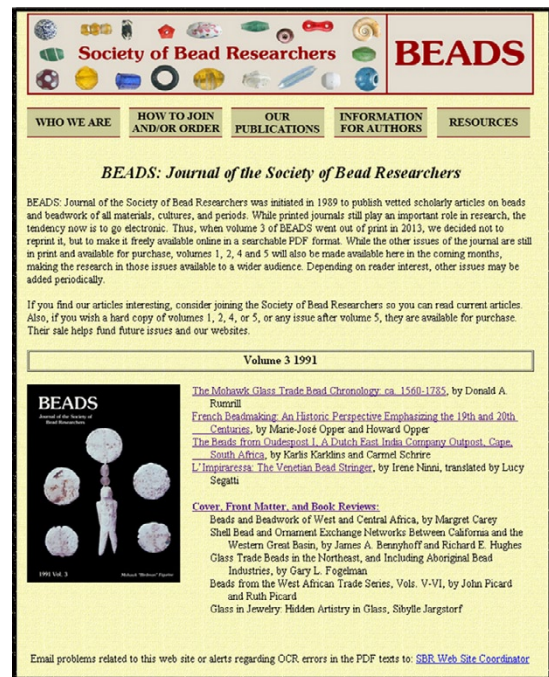 Society of Bead Researchers
BEADS
WHO WE ARE
HOW TO JOIN
AND/OR ORDER
OUR
PUBLICATIONS
INFORMATION
FOR AUTHORS
RESOURCES
BEADS: Journal of the Society of Bead Researchers
BEADS: Journal of the Society of Bead Researchers was initiated in 1989 to publish vetted scholarly articles on beads
and beadwork of all materials, cultures, and periods. While printed journals still play an important role in research, the
tendency now is to go electronic. Thus, when volume 3 of BEADS went out of print in 2013, we decided not to
reprint it, but to make it freely available online in a searchable PDF format. While the other issues of the journal are still
in print and available for purchase, volumes 1, 2, 4 and 5 will also be made available here in the coming months,
making the research in those issues available to a wider audience. Depending on reader interest, other issues may be
added periodically.
If you find our articles interesting, consider joining the Society of Bead Researchers so you can read current articles.
Also, if you wish a hard copy of volumes 1, 2, 4, or 5, or any issue after volume 5, they are available for purchase.
Their sale helps fund future issues and our websites.
Volume 3 1991
BEADS
Journal of the Society of
Bead Researchers
1991 Vol. 3
The Mohawk Glass Trade Bead Chronology: ca. 1560-1785, by Donald A.
Rumrill
French Beadmaking: An Historic Perspective Emphasizing the 19th and 20th
Centuries, by Marie-José Opper and Howard Opper
The Beads from Oudespost I, A Dutch East India Company Outpost, Cape,
South Africa, by Karlis Karklins and Carmel Schrire
L'Impiraressa: The Venetian Bead Stringer, by Irene Ninni, translated by Lucy
Segatti
Cover, Front Matter, and Book Reviews:
Beads and Beadwork of West and Central Africa, by Margret Carey
Shell Bead and Ornament Exchange Networks Between California and the
Western Great Basin, by James A. Bennyhoff and Richard E. Hughes
Glass Trade Beads in the Northeast, and Including Aboriginal Bead
Industries, by Gary L. Fogelman
Beads from the West African Trade Series, Vols. V-VI, by John Picard
and Ruth Picard
Glass in Jewelry: Hidden Artistry in Glass, Sibylle Jargstorf
Email problems related to this web site or alerts regarding OCR errors in the PDF texts to: SBR Web Site Coordinator